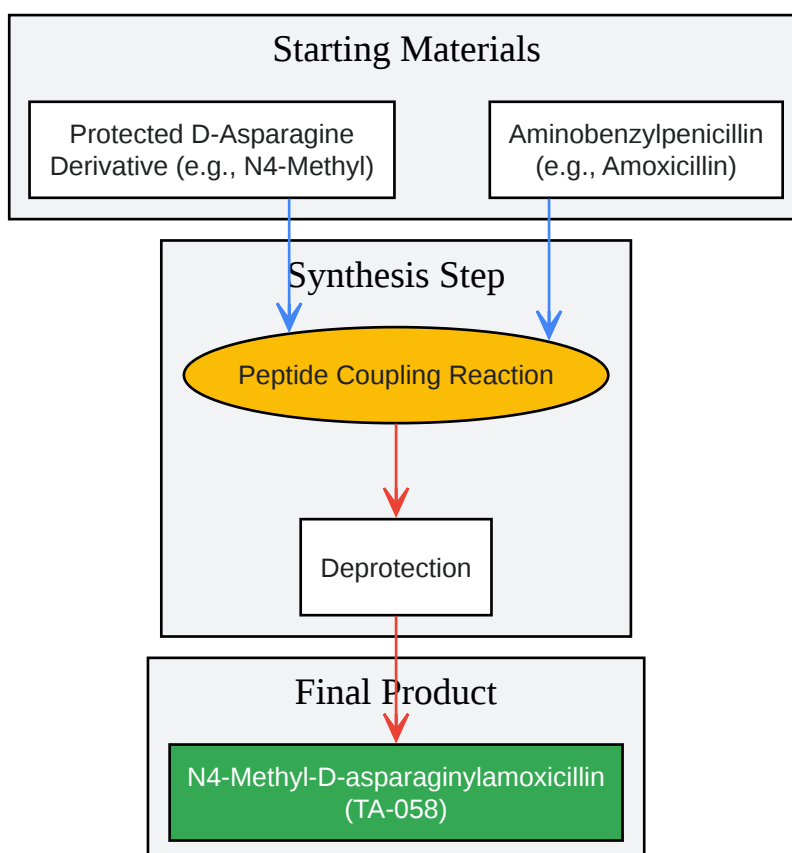 Starting Materials
Protected D-Asparagine
Derivative (e.g., N4-Methyl)
Aminobenzylpenicillin
(e.g., Amoxicillin)
Synthesis Step
Peptide Coupling Reaction
Deprotection
Final Product
N4-Methyl-D-asparaginylamoxicillin
(TA-058)